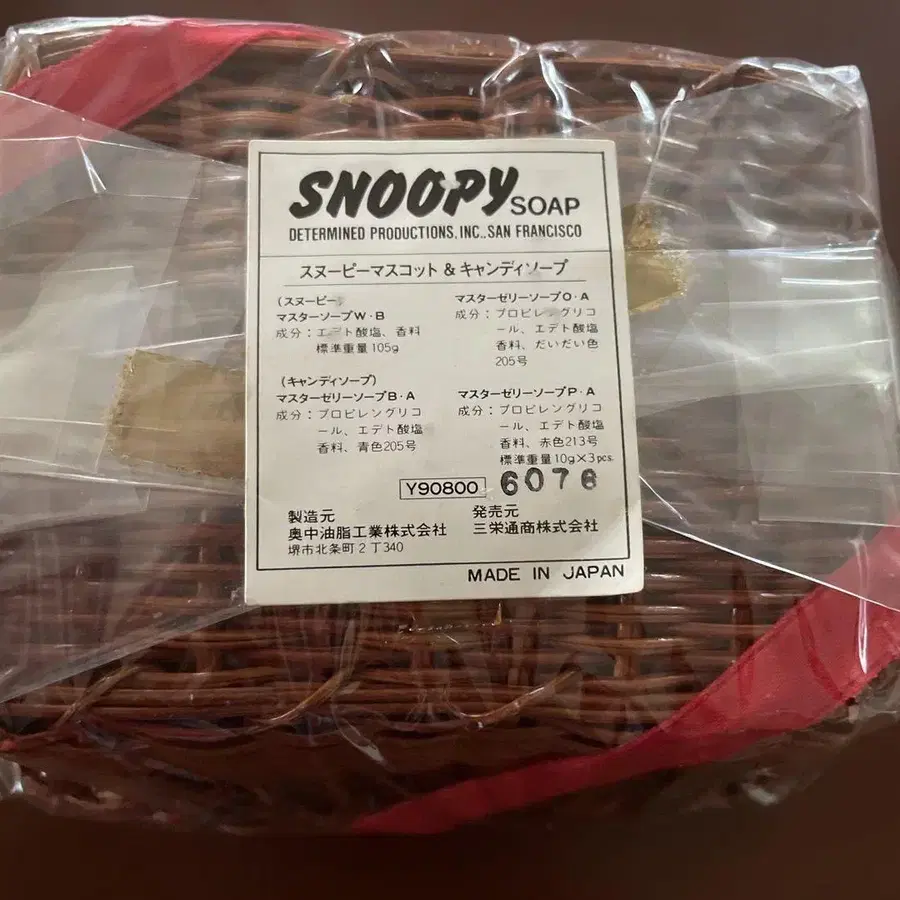 SNOOPY SOAP
DETERMINED PRODUCTIONS, INC., SAN FRANCISCO
スヌーピーマスコット & キャンディソープ
(スヌーピー)
マスターソープW・B
成分:エデト酸塩、香料
標準重量105g
(キャンディソープ)
マスターゼリーソープB・A
成分:プロピレングリコ
ール、エデト酸塩
香料、青色205号
マスターゼリーソープO・A
成分:プロピレングリコ
ール、エデト酸塩
香料、だいだい色
205号
マスターゼリーソープP・A
成分:プロピレングリコ
ール、エデト酸塩
香料、赤色213号
標準重量10g×3pcs.
Y90800 6076
製造元
奥中油脂工業株式会社
堺市北条町2丁340
発売元
三栄通商株式会社
MADE IN JAPAN